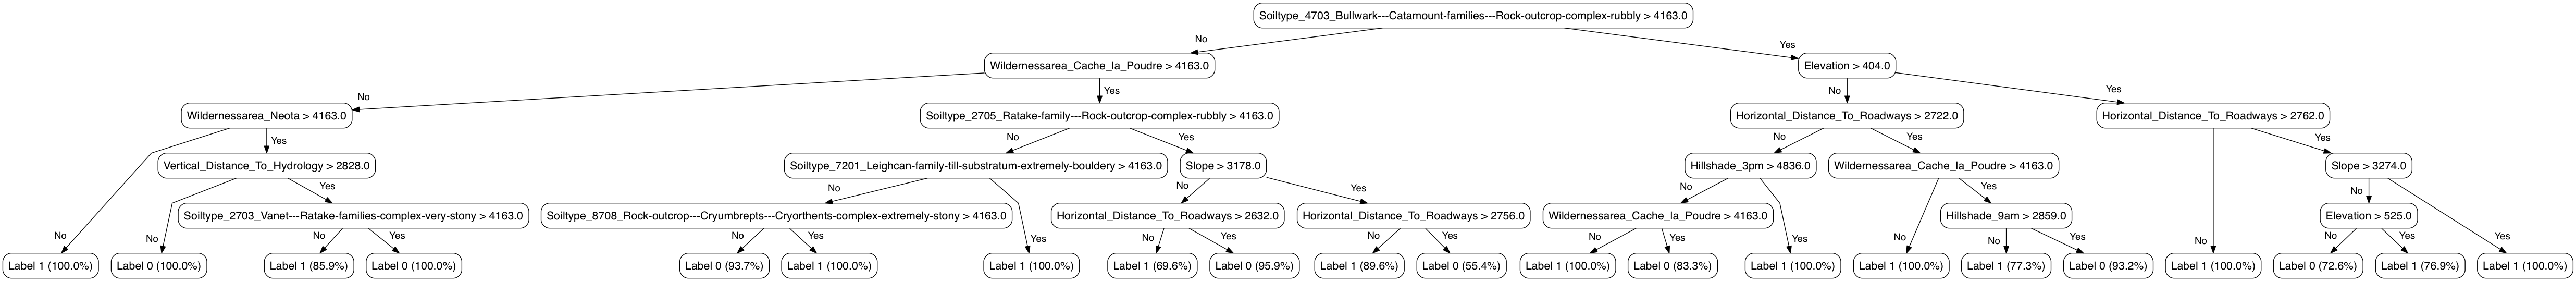 Soiltype_4703_Bullwark---Catamount-families---Rock-outcrop-complex-rubbly > 4163.0
No
Yes
Wildernessarea_Cache_la_Poudre > 4163.0
Elevation > 404.0
No
Yes
No
Yes
Wildernessarea_Neota > 4163.0
Soiltype_2705_Ratake-family---Rock-outcrop-complex-rubbly > 4163.0
Horizontal_Distance_To_Roadways > 2722.0
Horizontal_Distance_To_Roadways > 2762.0
Yes
No
Yes
No
Yes
Yes
Vertical_Distance_To_Hydrology > 2828.0
Soiltype_7201_Leighcan-family-till-substratum-extremely-bouldery > 4163.0
Slope > 3178.0
Hillshade_3pm > 4836.0
Wildernessarea_Cache_la_Poudre > 4163.0
Slope > 3274.0
Yes
No
No
Yes
No
Yes
No
Soiltype_2703_Vanet---Ratake-families-complex-very-stony > 4163.0
Soiltype_8708_Rock-outcrop---Cryumbrepts---Cryorthents-complex-extremely-stony > 4163.0
Horizontal_Distance_To_Roadways > 2632.0
Horizontal_Distance_To_Roadways > 2756.0
Wildernessarea_Cache_la_Poudre > 4163.0
Hillshade_9am > 2859.0
Elevation > 525.0
No
No
No
Yes
No
Yes
Yes
No
Yes
No
Yes
No
Yes
Yes
No
No
Yes
No
No
Yes
Yes
Label 1 (100.0%)
Label 0 (100.0%)
Label 1 (85.9%)
Label 0 (100.0%)
Label 0 (93.7%)
Label 1 (100.0%)
Label 1 (100.0%)
Label 1 (69.6%)
Label 0 (95.9%)
Label 1 (89.6%)
Label 0 (55.4%)
Label 1 (100.0%)
Label 0 (83.3%)
Label 1 (100.0%)
Label 1 (100.0%)
Label 1 (77.3%)
Label 0 (93.2%)
Label 1 (100.0%)
Label 0 (72.6%)
Label 1 (76.9%)
Label 1 (100.0%)